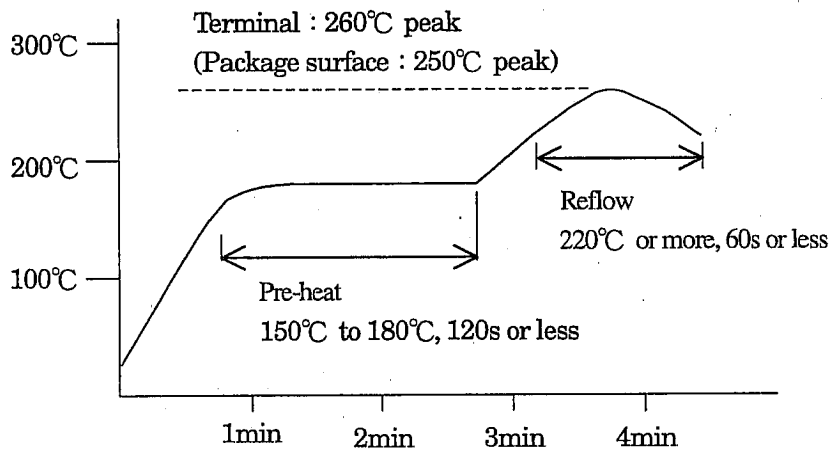 Terminal : 260℃ peak
(Package surface : 250℃ peak)
300℃
200℃
100℃
Reflow
220℃ or more, 60s or less
Pre-heat
150℃ to 180℃, 120s or less
1min
2min
3min
4min